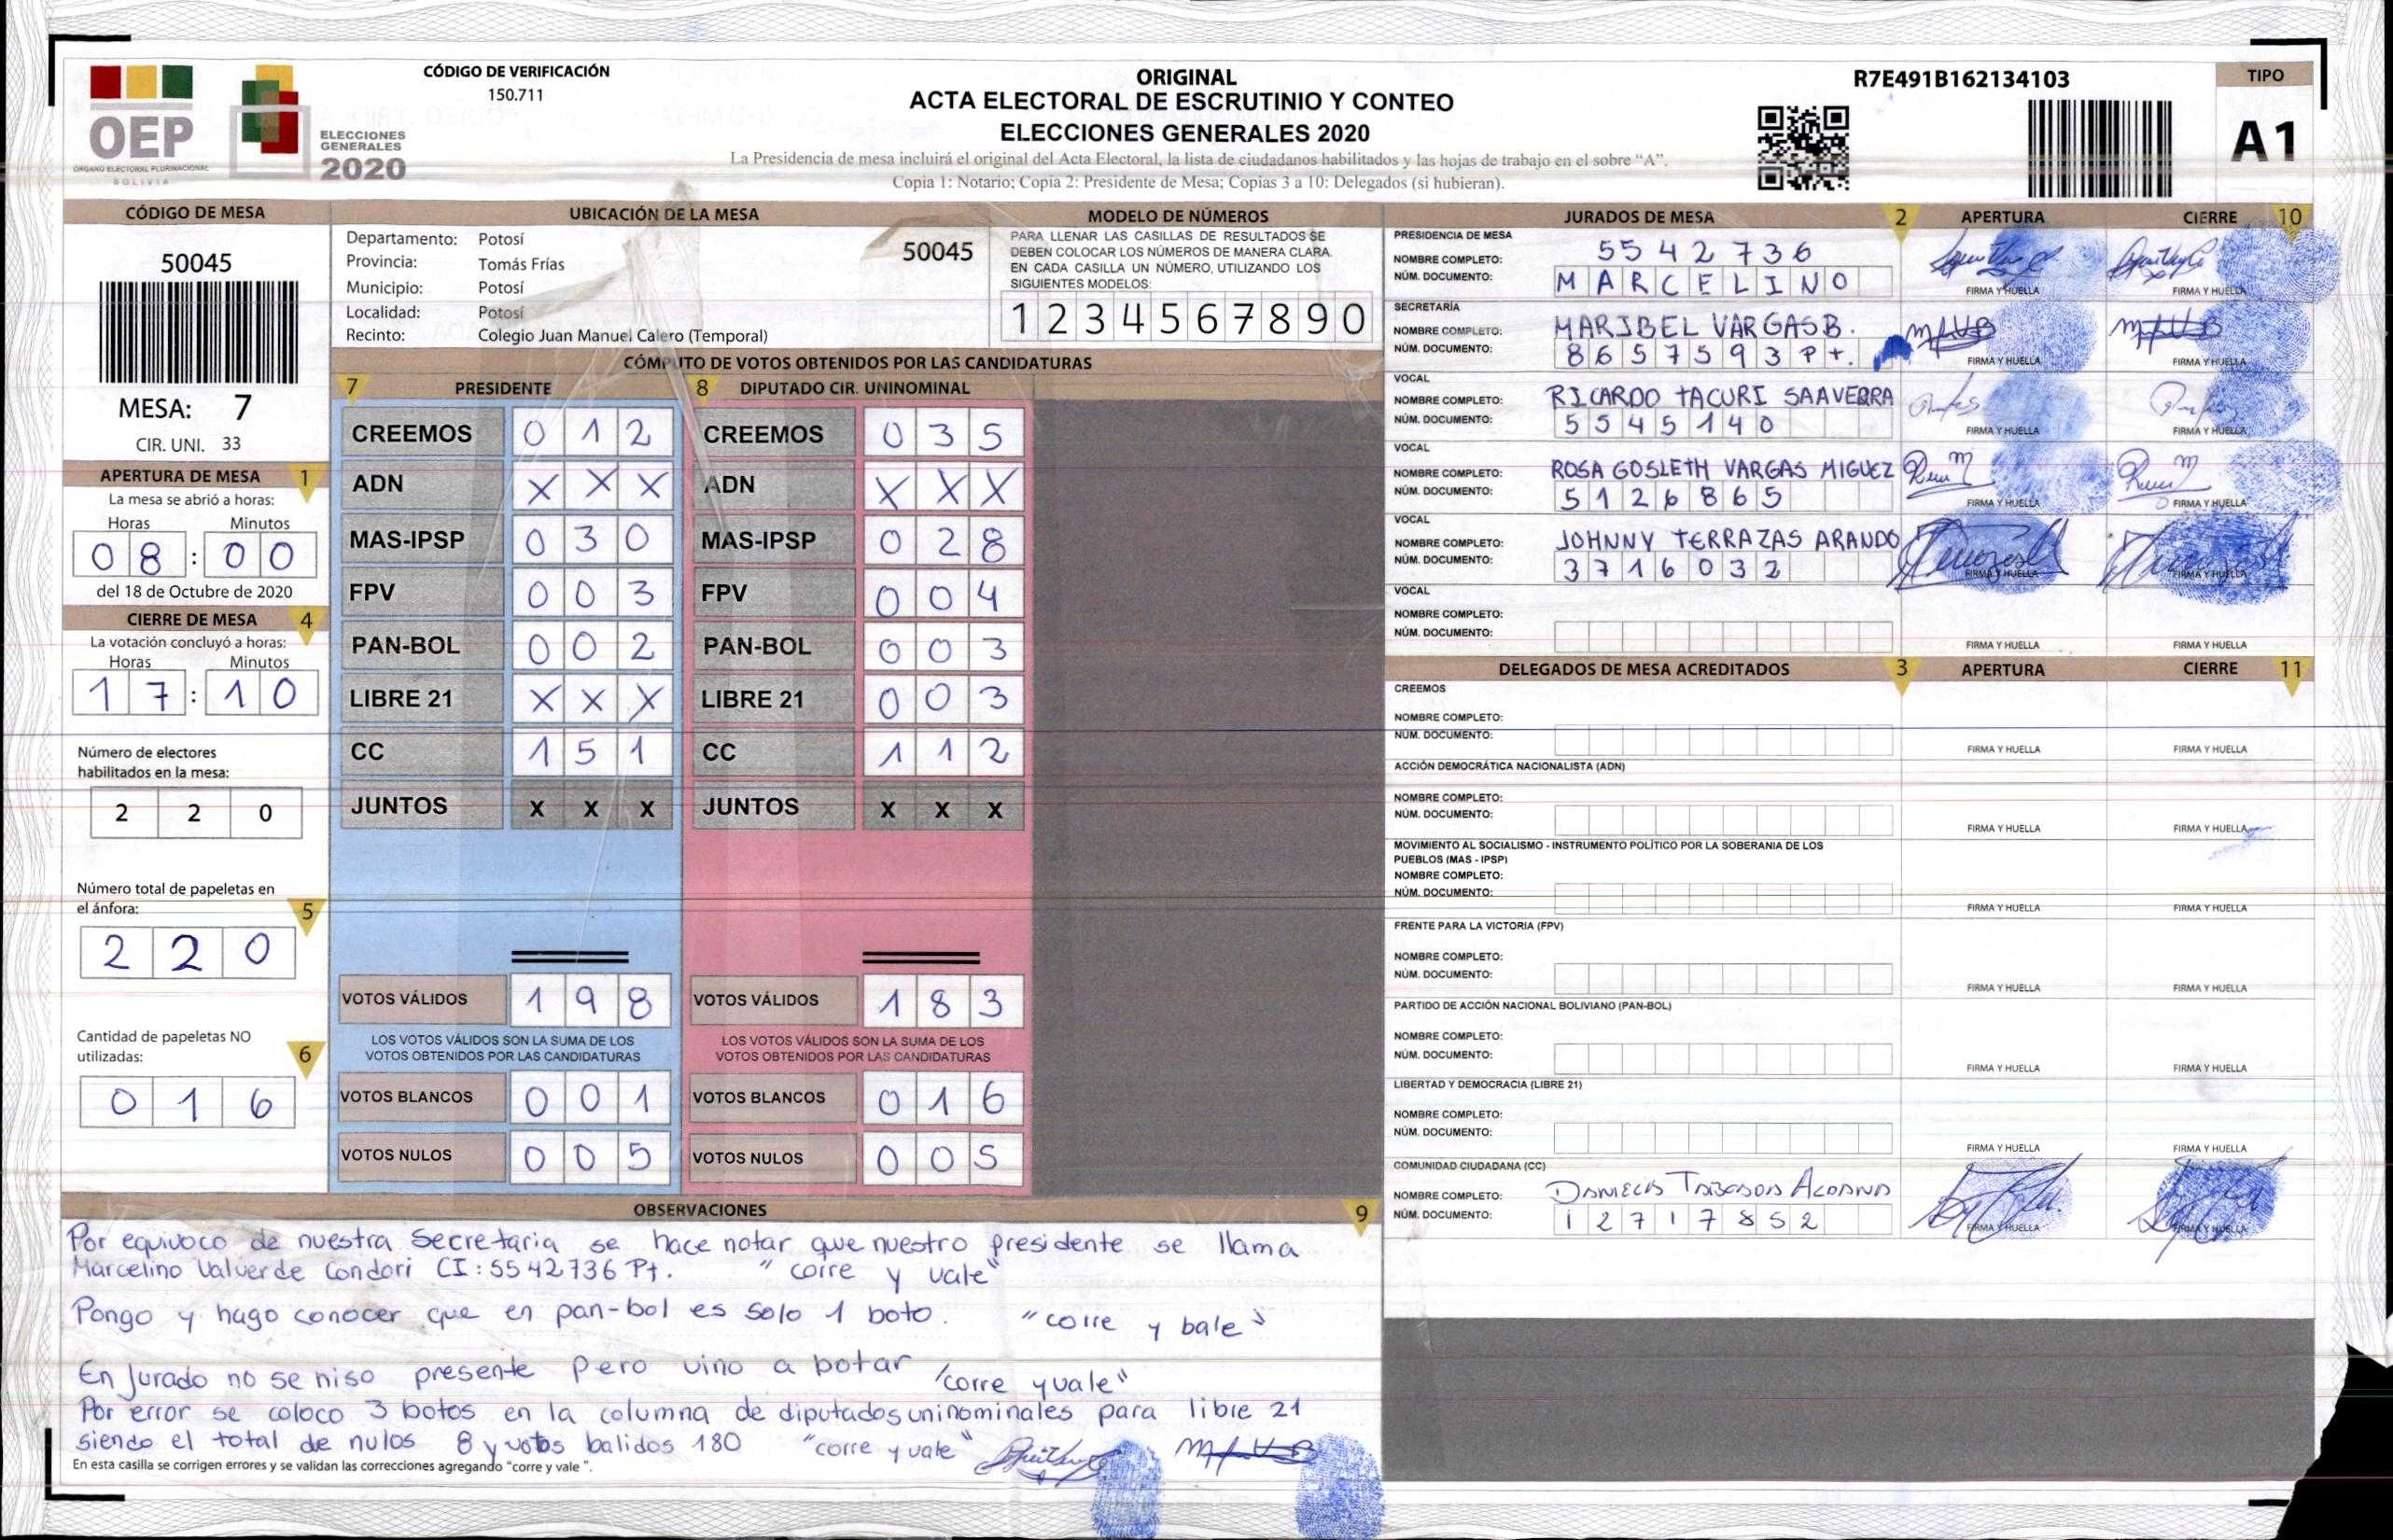 OEP
ÓRGANO ELECTORAL PLURINACIONAL
BOLIVIA
ELECCIONES
GENERALES
2020
CÓDIGO DE VERIFICACIÓN
150.711
ORIGINAL
ACTA ELECTORAL DE ESCRUTINIO Y CONTEO
ELECCIONES GENERALES 2020
La Presidencia de mesa incluirá el original del Acta Electoral, la lista de ciudadanos habilitados y las hojas de trabajo en el sobre “A”.
Copia 1: Notario; Copia 2: Presidente de Mesa; Copias 3 a 10: Delegados (si hubieran).
R7E491B162134103
TIPO
A1
CÓDIGO DE MESA
50045
MESA: 7
CIR. UNI. 33
APERTURA DE MESA 1
La mesa se abrió a horas:
Horas Minutos
08 : 00
del 18 de Octubre de 2020
CIERRE DE MESA 4
La votación concluyó a horas:
Horas Minutos
17 : 10
Número de electores
habilitados en la mesa:
2 2 0
Número total de papeletas en
el ánfora: 5
2 2 0
Cantidad de papeletas NO
utilizadas: 6
0 1 6
UBICACIÓN DE LA MESA
Departamento: Potosí
Provincia: Tomás Frías
Municipio: Potosí
Localidad: Potosí
Recinto: Colegio Juan Manuel Calero (Temporal)
50045
MODELO DE NÚMEROS
PARA LLENAR LAS CASILLAS DE RESULTADOS SE
DEBEN COLOCAR LOS NÚMEROS DE MANERA CLARA.
EN CADA CASILLA UN NÚMERO, UTILIZANDO LOS
SIGUIENTES MODELOS:
1 2 3 4 5 6 7 8 9 0
CÓMPUTO DE VOTOS OBTENIDOS POR LAS CANDIDATURAS
7 PRESIDENTE
CREEMOS 0 1 2
ADN X X X
MAS-IPSP 0 3 0
FPV 0 0 3
PAN-BOL 0 0 2
LIBRE 21 X X X
CC 1 5 1
JUNTOS X X X
VOTOS VÁLIDOS 1 9 8
LOS VOTOS VÁLIDOS SON LA SUMA DE LOS
VOTOS OBTENIDOS POR LAS CANDIDATURAS
VOTOS BLANCOS 0 0 1
VOTOS NULOS 0 0 5
8 DIPUTADO CIR. UNINOMINAL
CREEMOS 0 3 5
ADN X X X
MAS-IPSP 0 2 8
FPV 0 0 4
PAN-BOL 0 0 3
LIBRE 21 0 0 3
CC 1 1 2
JUNTOS X X X
VOTOS VÁLIDOS 1 8 3
LOS VOTOS VÁLIDOS SON LA SUMA DE LOS
VOTOS OBTENIDOS POR LAS CANDIDATURAS
VOTOS BLANCOS 0 1 6
VOTOS NULOS 0 0 5
OBSERVACIONES 9
Por equivoco de nuestra Secretaria se hace notar que nuestro presidente se llama
Marcelino Valverde Condori CI: 5542736 Pt. "corre y vale"
Pongo y hago conocer que en pan-bol es solo 1 boto. "corre y bale"
En Jurado no se niso presente pero vino a botar "corre y vale"
Por error se coloco 3 botos en la columna de diputados uninominales para libre 21
siendo el total de nulos 8 y votos balidos 180 "corre y vale"
En esta casilla se corrigen errores y se validan las correcciones agregando “corre y vale ”.
JURADOS DE MESA 2 APERTURA CIERRE 10
PRESIDENCIA DE MESA
NOMBRE COMPLETO: 5542736
NÚM. DOCUMENTO: MARCELINO
FIRMA Y HUELLA FIRMA Y HUELLA
SECRETARÍA
NOMBRE COMPLETO: MARIBEL VARGAS B.
NÚM. DOCUMENTO: 8657593 Pt.
FIRMA Y HUELLA FIRMA Y HUELLA
VOCAL
NOMBRE COMPLETO: RICARDO TACURI SAAVEDRA
NÚM. DOCUMENTO: 5545140
FIRMA Y HUELLA FIRMA Y HUELLA
VOCAL
NOMBRE COMPLETO: ROSA GOSLETH VARGAS MIGUEZ
NÚM. DOCUMENTO: 5126865
FIRMA Y HUELLA FIRMA Y HUELLA
VOCAL
NOMBRE COMPLETO: JOHNNY TERRAZAS ARANDO
NÚM. DOCUMENTO: 3716032
FIRMA Y HUELLA FIRMA Y HUELLA
VOCAL
NOMBRE COMPLETO:
NÚM. DOCUMENTO:
FIRMA Y HUELLA FIRMA Y HUELLA
DELEGADOS DE MESA ACREDITADOS 3 APERTURA CIERRE 11
CREEMOS
NOMBRE COMPLETO:
NÚM. DOCUMENTO:
FIRMA Y HUELLA FIRMA Y HUELLA
ACCIÓN DEMOCRÁTICA NACIONALISTA (ADN)
NOMBRE COMPLETO:
NÚM. DOCUMENTO:
FIRMA Y HUELLA FIRMA Y HUELLA
MOVIMIENTO AL SOCIALISMO - INSTRUMENTO POLÍTICO POR LA SOBERANIA DE LOS
PUEBLOS (MAS - IPSP)
NOMBRE COMPLETO:
NÚM. DOCUMENTO:
FIRMA Y HUELLA FIRMA Y HUELLA
FRENTE PARA LA VICTORIA (FPV)
NOMBRE COMPLETO:
NÚM. DOCUMENTO:
FIRMA Y HUELLA FIRMA Y HUELLA
PARTIDO DE ACCIÓN NACIONAL BOLIVIANO (PAN-BOL)
NOMBRE COMPLETO:
NÚM. DOCUMENTO:
FIRMA Y HUELLA FIRMA Y HUELLA
LIBERTAD Y DEMOCRACIA (LIBRE 21)
NOMBRE COMPLETO:
NÚM. DOCUMENTO:
FIRMA Y HUELLA FIRMA Y HUELLA
COMUNIDAD CIUDADANA (CC)
NOMBRE COMPLETO:
NÚM. DOCUMENTO: 12717852
FIRMA Y HUELLA FIRMA Y HUELLA